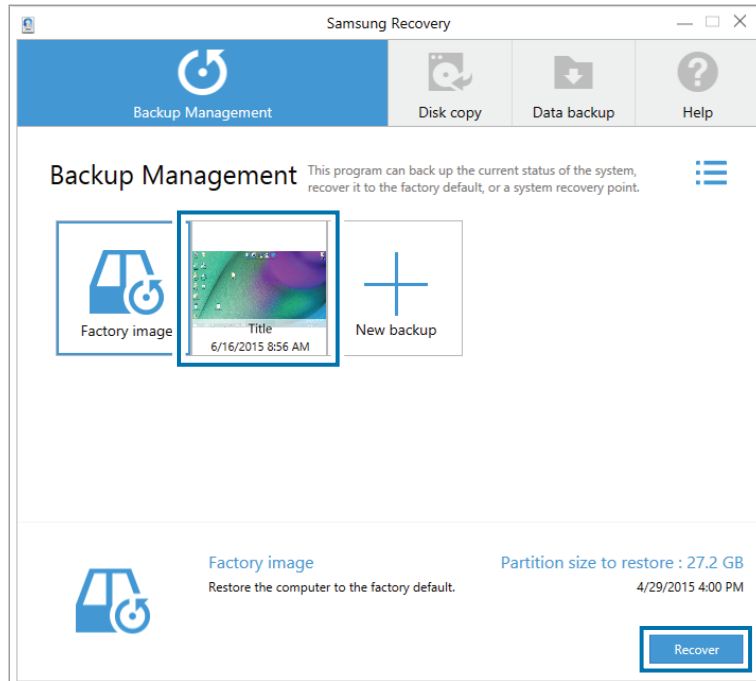 Samsung Recovery
Backup Management
Disk copy
Data backup
Help
Backup Management
This program can back up the current status of the system,
recover it to the factory default, or a system recovery point.
Factory image
Title
6/16/2015 8:56 AM
New backup
Factory image
Restore the computer to the factory default.
Partition size to restore : 27.2 GB
4/29/2015 4:00 PM
Recover